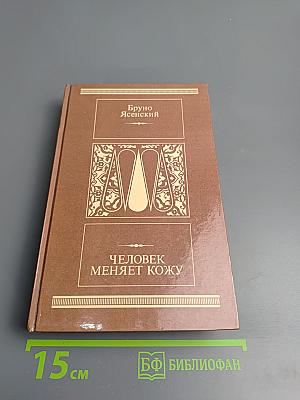 Бруно
Ясенский
ЧЕЛОВЕК
МЕНЯЕТ КОЖУ
15 см
БФ БИБЛИОФАН